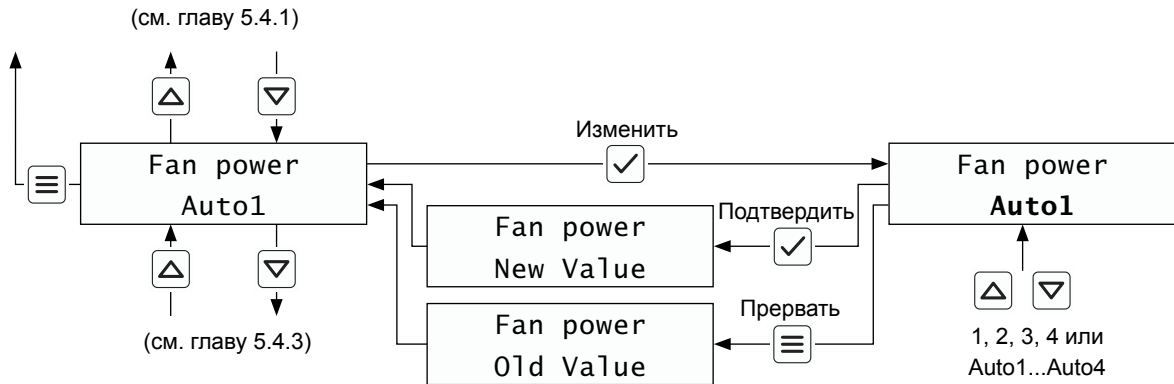 (см. главу 5.4.1)
Изменить
Fan power
Auto1
Fan power
Auto1
Подтвердить
Fan power
New Value
Прервать
Fan power
Old Value
(см. главу 5.4.3)
1, 2, 3, 4 или
Auto1...Auto4